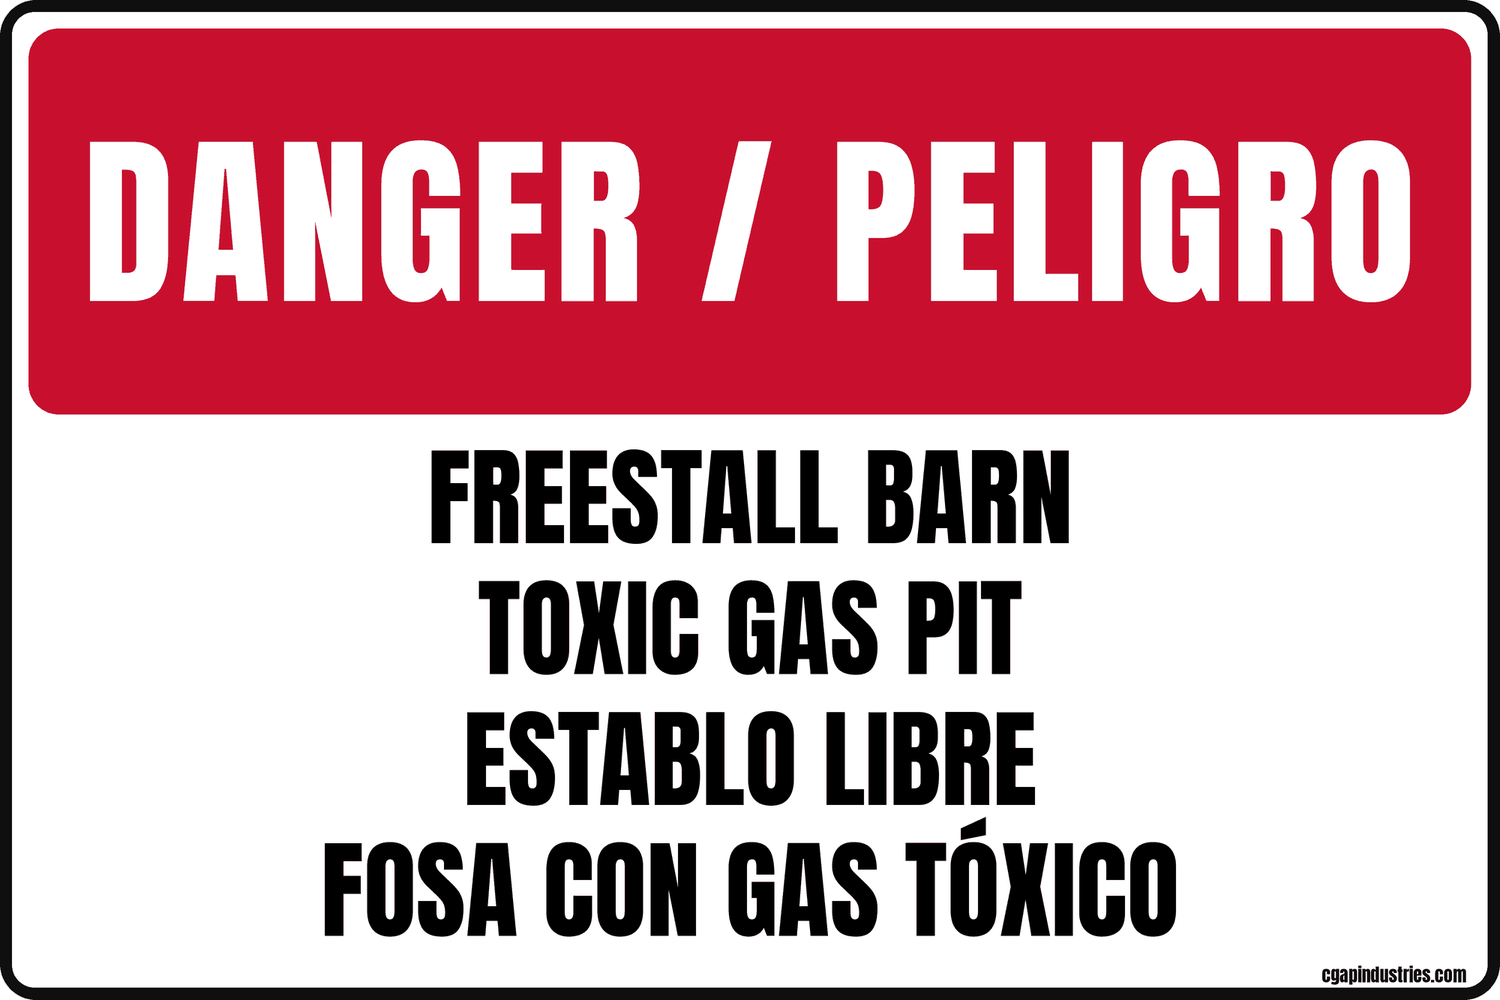 DANGER / PELIGRO
FREESTALL BARN
TOXIC GAS PIT
ESTABLO LIBRE
FOSA CON GAS TÓXICO
cgapindustries.com